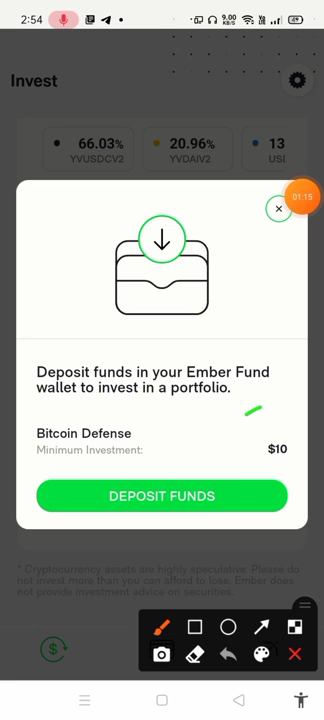 2:54
9.00
KB/S
Invest
66.03%
YVUSDCV2
20.96%
YVDAIV2
13
01:15
Deposit funds in your Ember Fund
wallet to invest in a portfolio.
Bitcoin Defense
Minimum Investment:
$10
DEPOSIT FUNDS
* Cryptocurrency assets are highly speculative. Please do
not invest more than you can afford to lose. Ember does
not provide investment advice on securities.